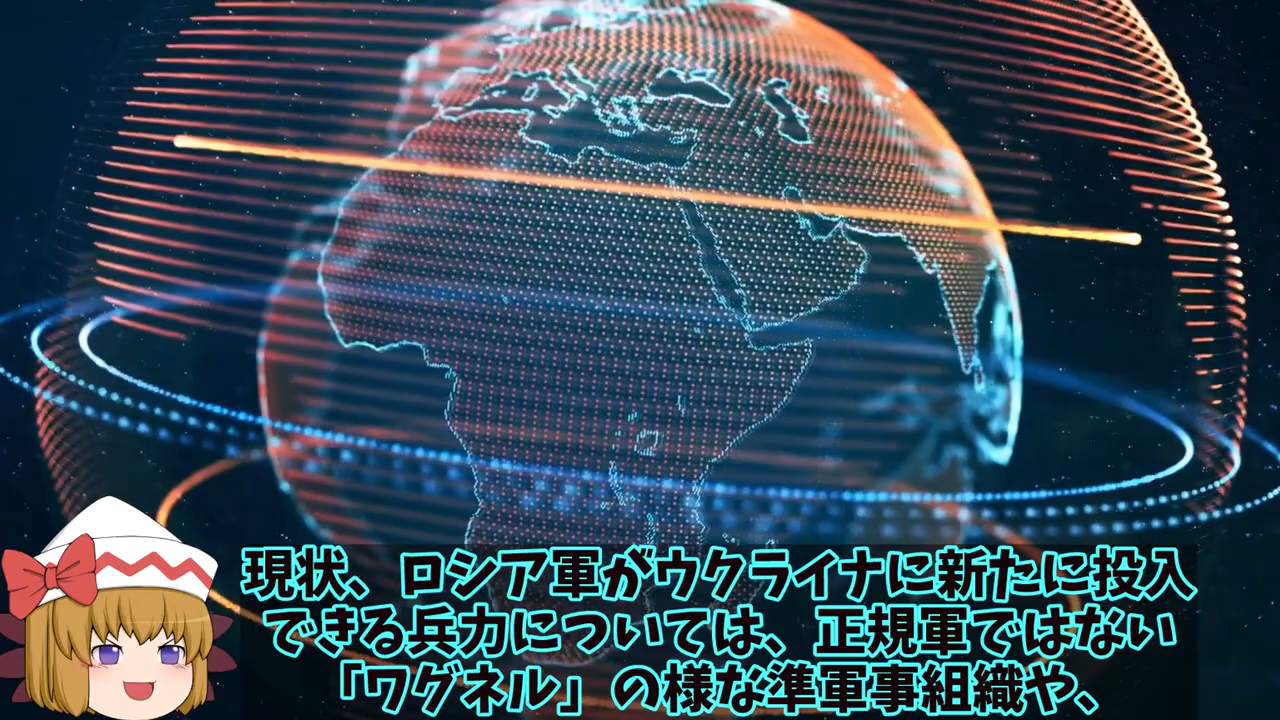 現状、ロシア軍がウクライナに新たに投入
できる兵力については、正規軍ではない
「ワグネル」の様な準軍事組織や、